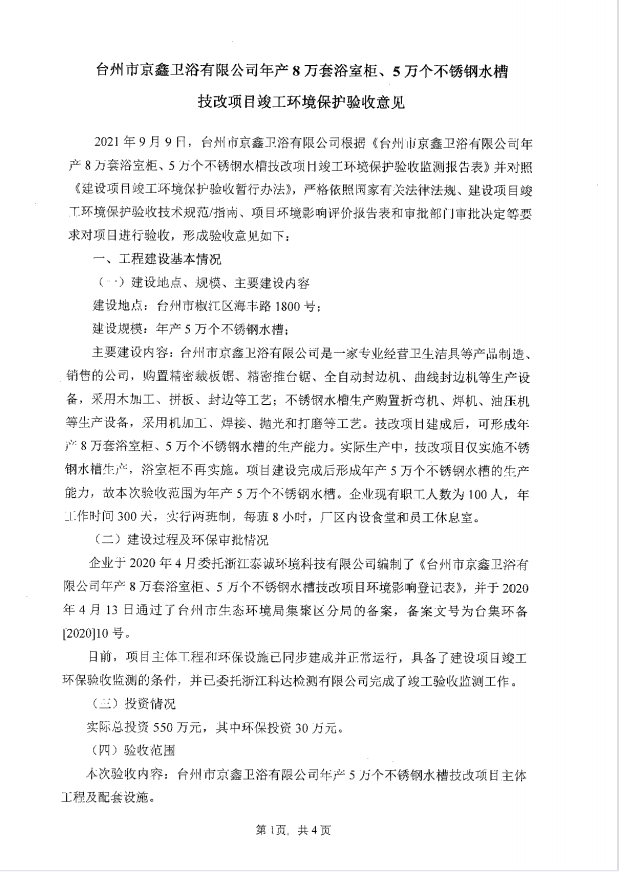 台州市京鑫卫浴有限公司年产 8 万套浴室柜、5 万个不锈钢水槽
技改项目竣工环境保护验收意见
2021 年 9 月 9 日，台州市京鑫卫浴有限公司根据《台州市京鑫卫浴有限公司年
产 8 万套浴室柜、5 万个不锈钢水槽技改项目竣工环境保护验收监测报告表》并对照
《建设项目竣工环境保护验收暂行办法》，严格依照国家有关法律法规、建设项目竣
工环境保护验收技术规范/指南、项目环境影响评价报告表和审批部门审批决定等要
求对项目进行验收，形成验收意见如下：
一、工程建设基本情况
（一）建设地点、规模、主要建设内容
建设地点：台州市椒江区海丰路 1800 号；
建设规模：年产 5 万个不锈钢水槽；
主要建设内容：台州市京鑫卫浴有限公司是一家专业经营卫生洁具等产品制造、
销售的公司，购置精密裁板锯、精密推台锯、全自动封边机、曲线封边机等生产设
备，采用木加工、拼板、封边等工艺；不锈钢水槽生产购置折弯机、焊机、油压机
等生产设备，采用机加工、焊接、抛光和打磨等工艺。技改项目建成后，可形成年
产 8 万套浴室柜、5 万个不锈钢水槽的生产能力。实际生产中，技改项目仅实施不锈
钢水槽生产，浴室柜不再实施。项目建设完成后形成年产 5 万个不锈钢水槽的生产
能力，故本次验收范围为年产 5 万个不锈钢水槽。企业现有职工人数为 100 人，年
工作时间 300 天，实行两班制，每班 8 小时，厂区内设食堂和员工休息室。
（二）建设过程及环保审批情况
企业于 2020 年 4 月委托浙江泰诚环境科技有限公司编制了《台州市京鑫卫浴有
限公司年产 8 万套浴室柜、5 万个不锈钢水槽技改项目环境影响登记表》，并于 2020
年 4 月 13 日通过了台州市生态环境局集聚区分局的备案，备案文号为台集环备
[2020]10 号。
目前，项目主体工程和环保设施已同步建成并正常运行，具备了建设项目竣工
环保验收监测的条件，并已委托浙江科达检测有限公司完成了竣工验收监测工作。
（三）投资情况
实际总投资 550 万元，其中环保投资 30 万元。
（四）验收范围
本次验收内容：台州市京鑫卫浴有限公司年产 5 万个不锈钢水槽技改项目主体
工程及配套设施。
第 1页，共 4 页